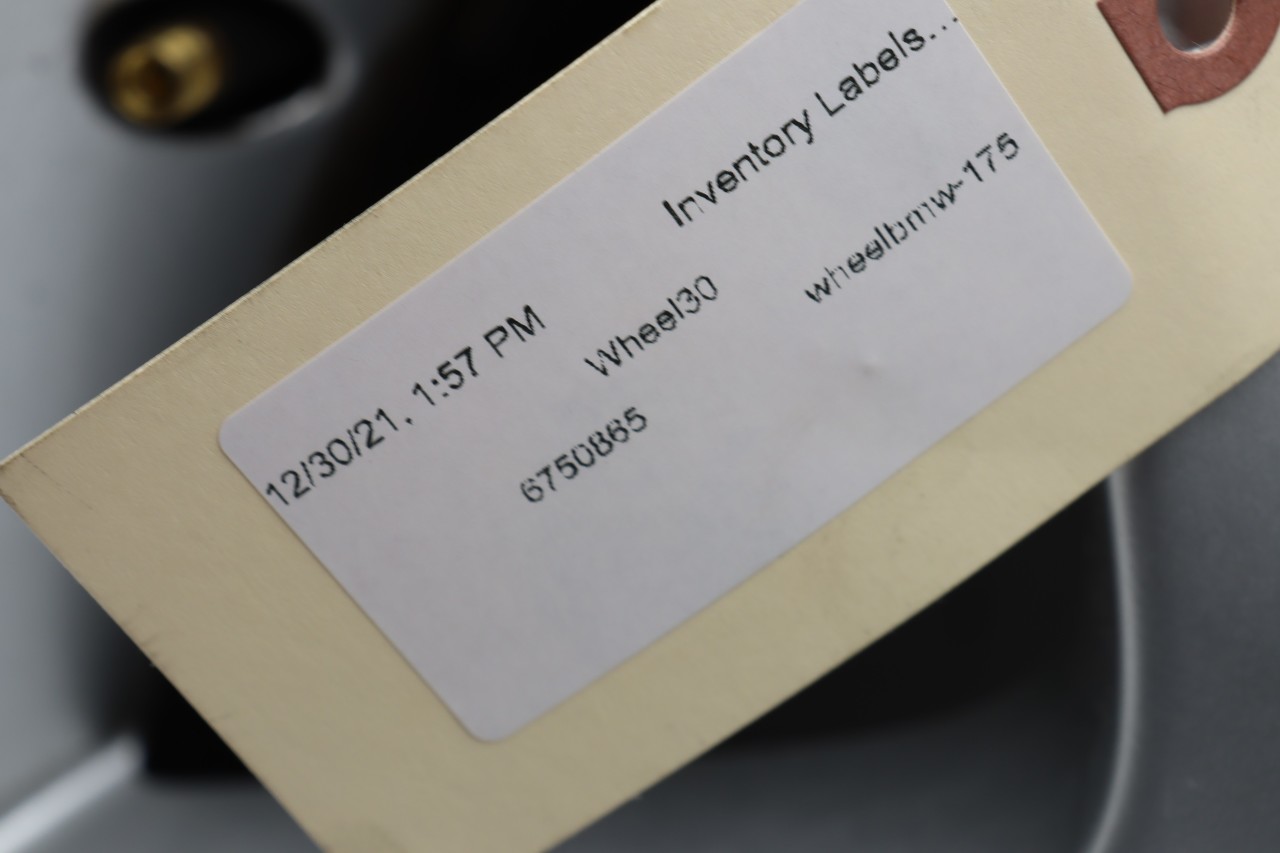 12/30/21, 1:57 PM Inventory Labels...
Wheel30 wheelbmw-175
6750865